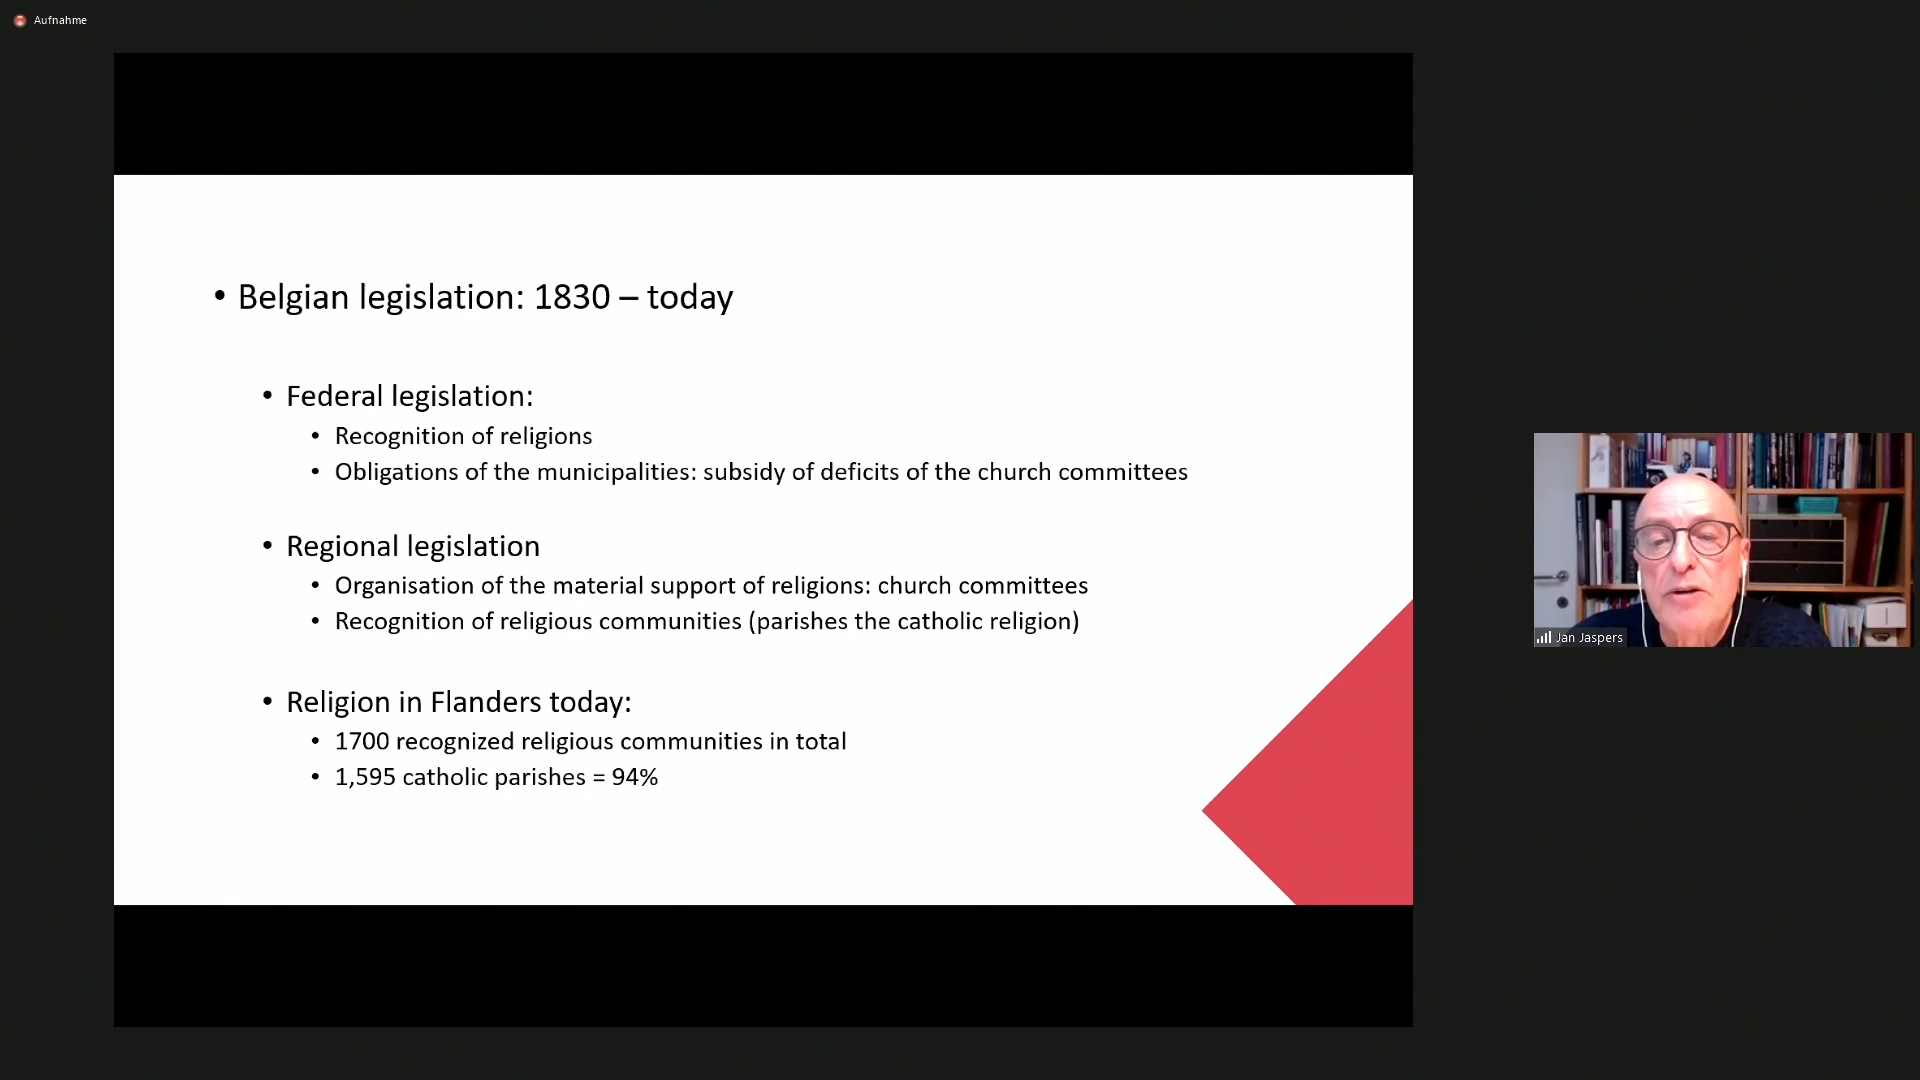 Aufnahme
• Belgian legislation: 1830 – today
• Federal legislation:
• Recognition of religions
• Obligations of the municipalities: subsidy of deficits of the church committees
• Regional legislation
• Organisation of the material support of religions: church committees
• Recognition of religious communities (parishes the catholic religion)
• Religion in Flanders today:
• 1700 recognized religious communities in total
• 1,595 catholic parishes = 94%
Jan Jaspers